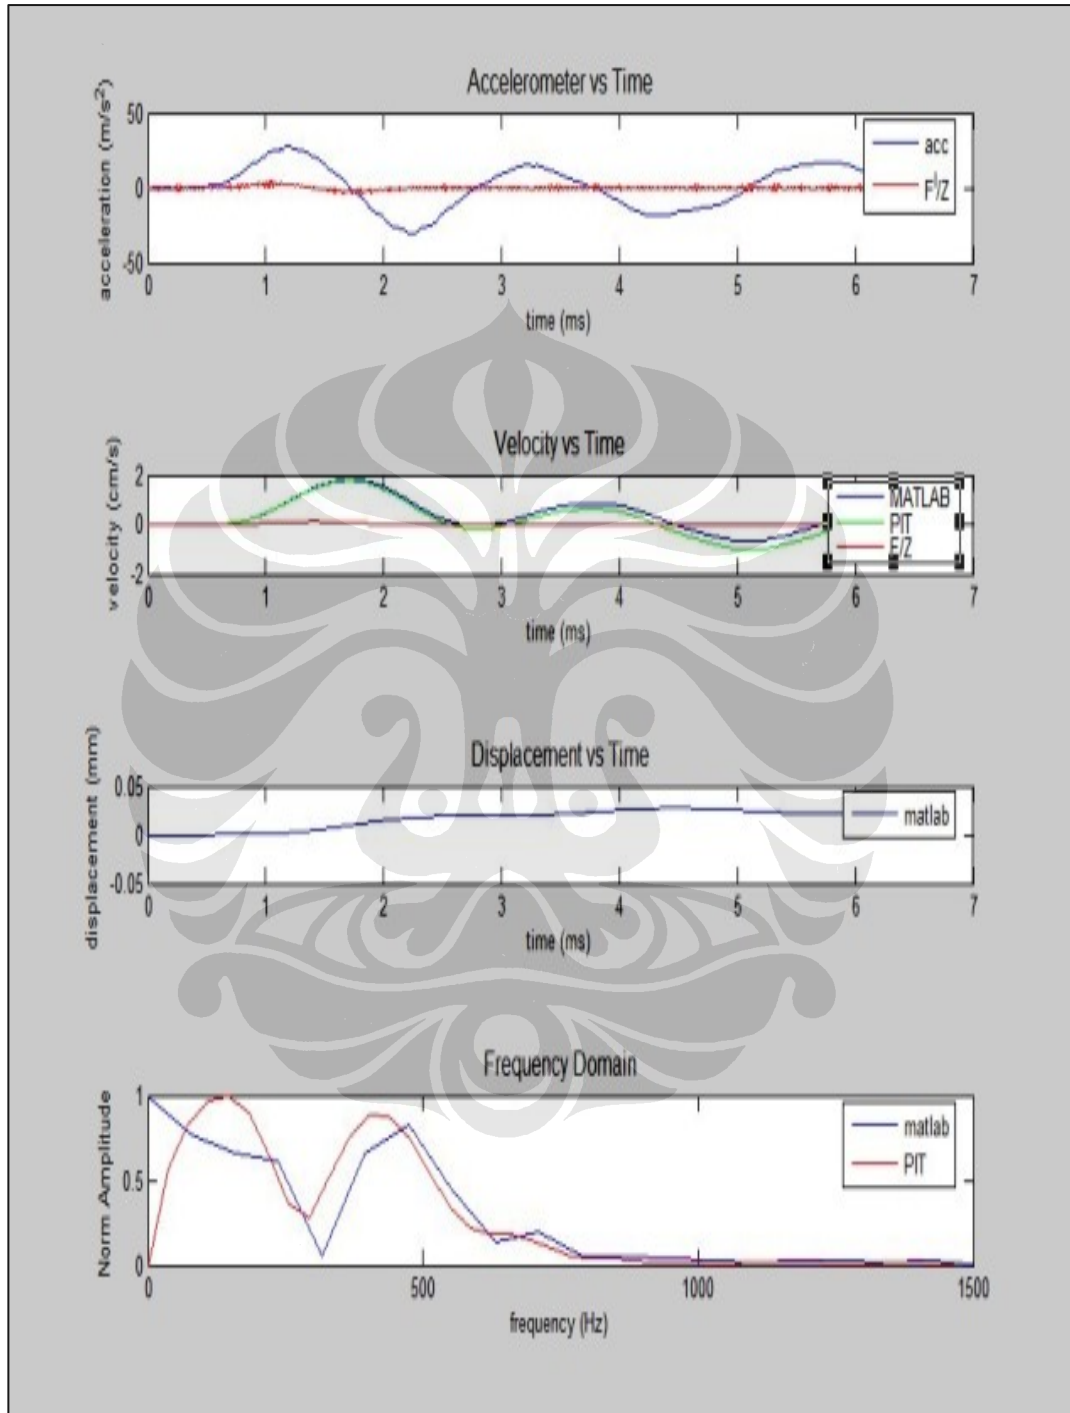 Accelerometer vs Time
acceleration (m/s²)
50
0
-50
acc
F|/Z
0 1 2 3 4 5 6 7
time (ms)
Velocity vs Time
velocity (cm/s)
2
0
-2
MATLAB
PIT
F/Z
0 1 2 3 4 5 6 7
time (ms)
Displacement vs Time
displacement (mm)
0.05
0
-0.05
matlab
0 1 2 3 4 5 6 7
time (ms)
Frequency Domain
Norm Amplitude
1
0.5
0
matlab
PIT
0 500 1000 1500
frequency (Hz)